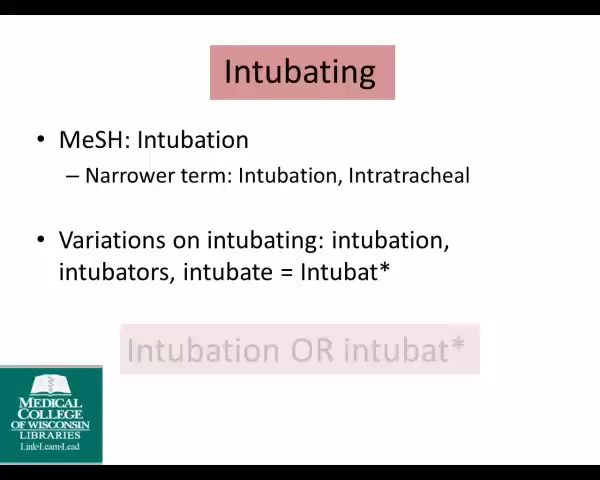 Intubating
• MeSH: Intubation
– Narrower term: Intubation, Intratracheal
• Variations on intubating: intubation,
intubators, intubate = Intubat*
Intubation OR intubat*
MEDICAL
COLLEGE
OF WISCONSIN
LIBRARIES
Link•Learn•Lead